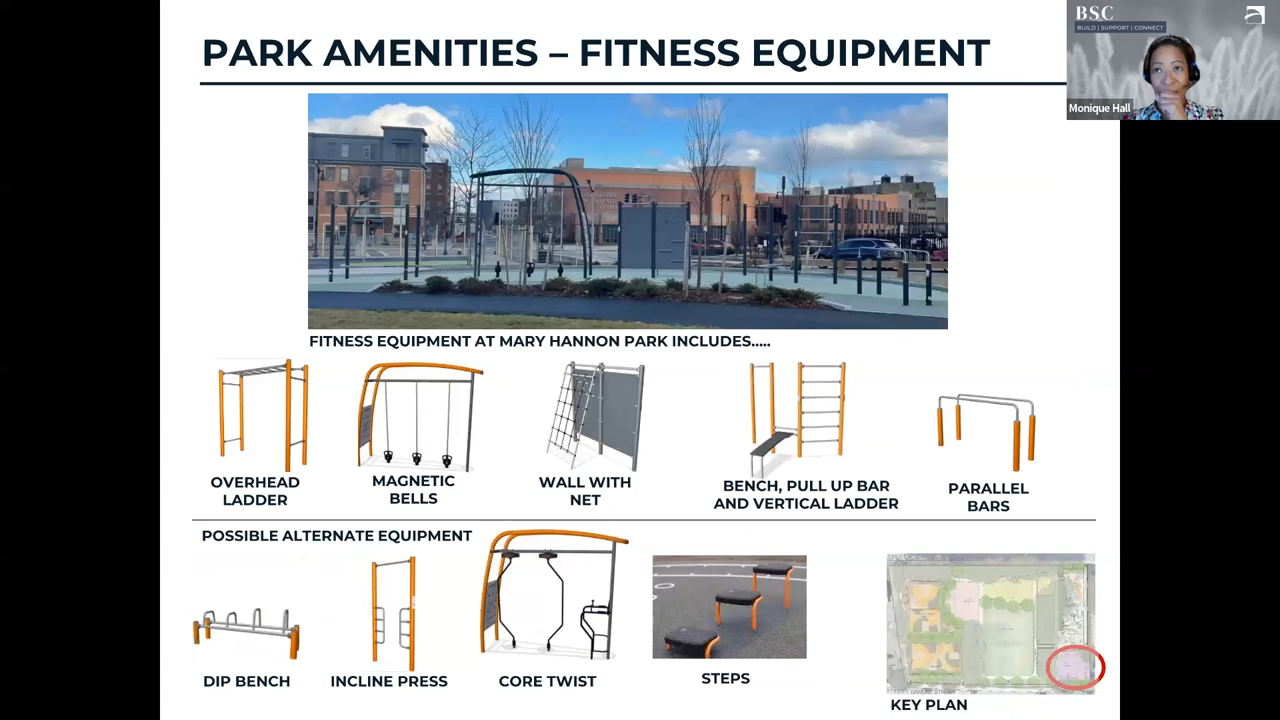 PARK AMENITIES – FITNESS EQUIPMENT
BSC
BUILD | SUPPORT | CONNECT
Monique Hall
FITNESS EQUIPMENT AT MARY HANNON PARK INCLUDES.....
OVERHEAD
LADDER
MAGNETIC
BELLS
WALL WITH
NET
BENCH, PULL UP BAR
AND VERTICAL LADDER
PARALLEL
BARS
POSSIBLE ALTERNATE EQUIPMENT
DIP BENCH
INCLINE PRESS
CORE TWIST
STEPS
KEY PLAN